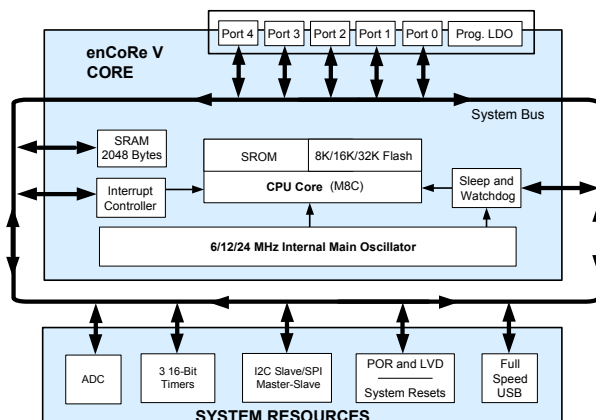 Port 4 Port 3 Port 2 Port 1 Port 0 Prog. LDO
enCoRe V
CORE
System Bus
SRAM
2048 Bytes
SROM 8K/16K/32K Flash
CPU Core (M8C)
Interrupt
Controller
Sleep and
Watchdog
6/12/24 MHz Internal Main Oscillator
ADC
3 16-Bit
Timers
I2C Slave/SPI
Master-Slave
POR and LVD
System Resets
Full
Speed
USB
SYSTEM RESOURCES